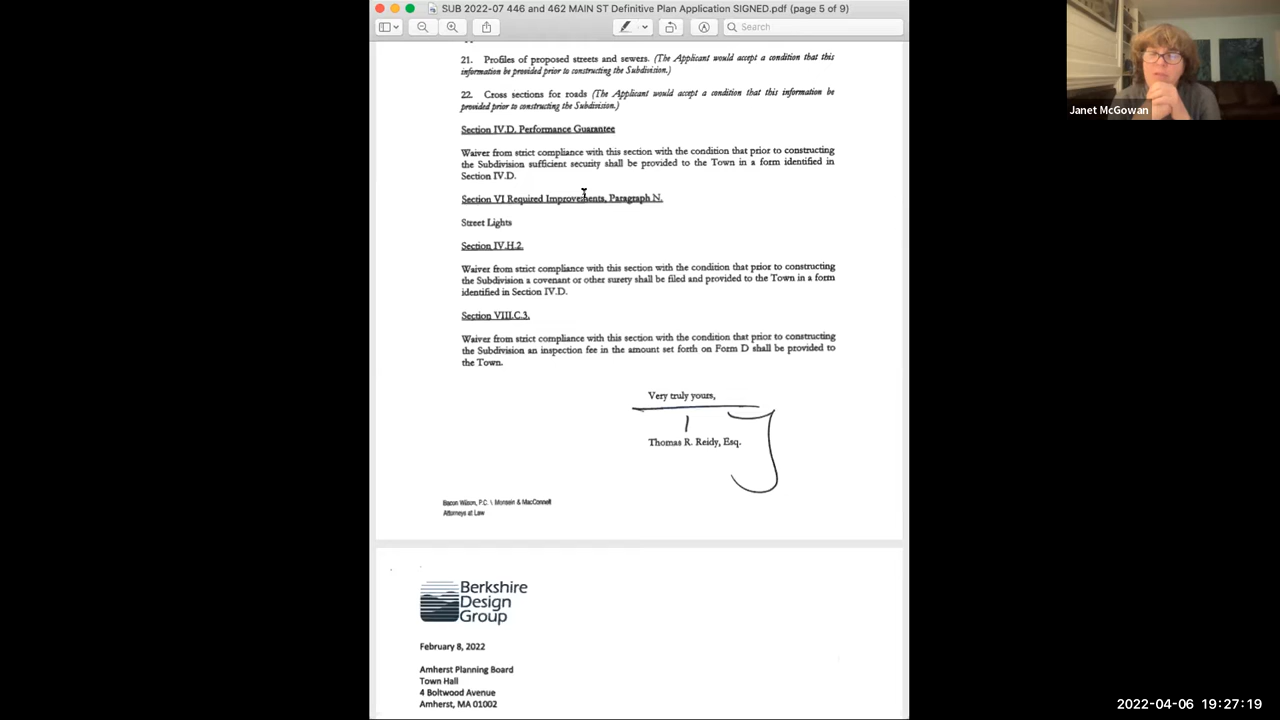 SUB 2022-07 446 and 462 MAIN ST Definitive Plan Application SIGNED.pdf (page 5 of 9)
Search
21. Profiles of proposed streets and sewers. (The Applicant would accept a condition that this
information be provided prior to constructing the Subdivision.)
22. Cross sections for roads (The Applicant would accept a condition that this information be
provided prior to constructing the Subdivision.)
Section IV.D. Performance Guarantee
Waiver from strict compliance with this section with the condition that prior to constructing
the Subdivision sufficient security shall be provided to the Town in a form identified in
Section IV.D.
Section VI Required Improvements, Paragraph N.
Street Lights
Section IV.H.2.
Waiver from strict compliance with this section with the condition that prior to constructing
the Subdivision a covenant or other surety shall be filed and provided to the Town in a form
identified in Section IV.D.
Section VIII.C.3.
Waiver from strict compliance with this section with the condition that prior to constructing
the Subdivision an inspection fee in the amount set forth on Form D shall be provided to
the Town.
Very truly yours,
Thomas R. Reidy, Esq.
Bacon Wilson, P.C. \ Monsein & MacConnell
Attorneys at Law
Berkshire
Design
Group
February 8, 2022
Amherst Planning Board
Town Hall
4 Boltwood Avenue
Amherst, MA 01002
Janet McGowan
2022-04-06 19:27:19